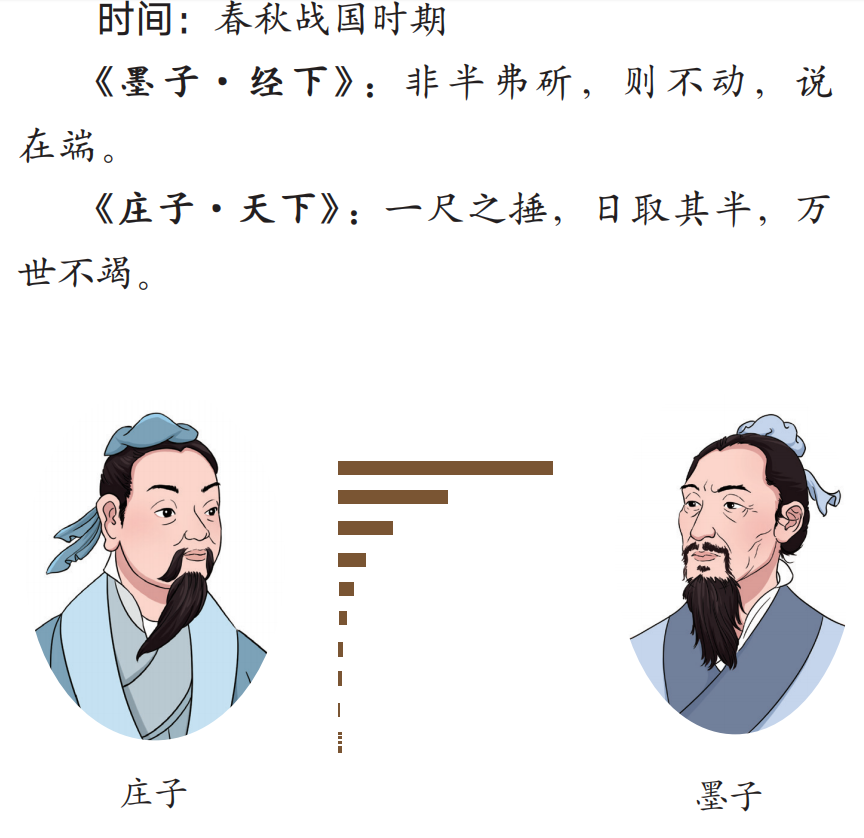 时间：春秋战国时期
《墨子·经下》：非半弗斫，则不动，说
在端。
《庄子·天下》：一尺之捶，日取其半，万
世不竭。
庄子
墨子